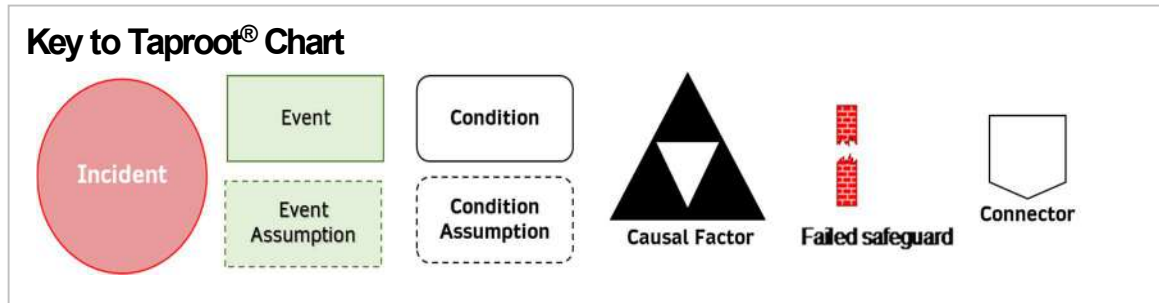 Key to Taproot® Chart
Incident
Event
Event
Assumption
Condition
Condition
Assumption
Causal Factor
Failed safeguard
Connector